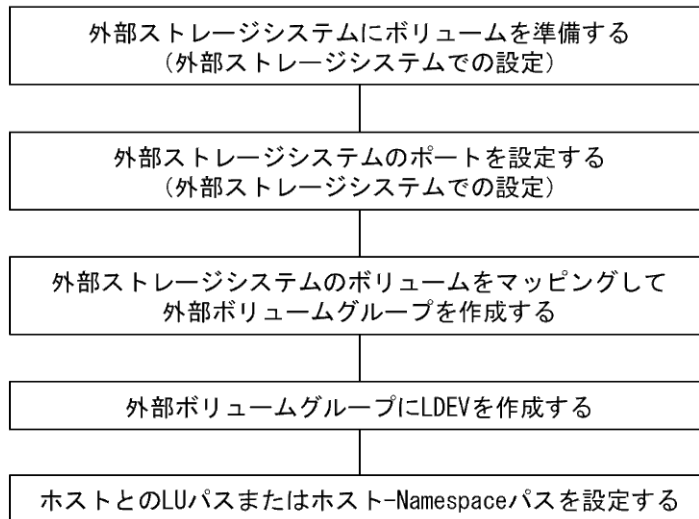 外部ストレージシステムにボリュームを準備する
（外部ストレージシステムでの設定）
外部ストレージシステムのポートを設定する
（外部ストレージシステムでの設定）
外部ストレージシステムのボリュームをマッピングして
外部ボリュームグループを作成する
外部ボリュームグループにLDEVを作成する
ホストとのLUパスまたはホスト-Namespaceパスを設定する